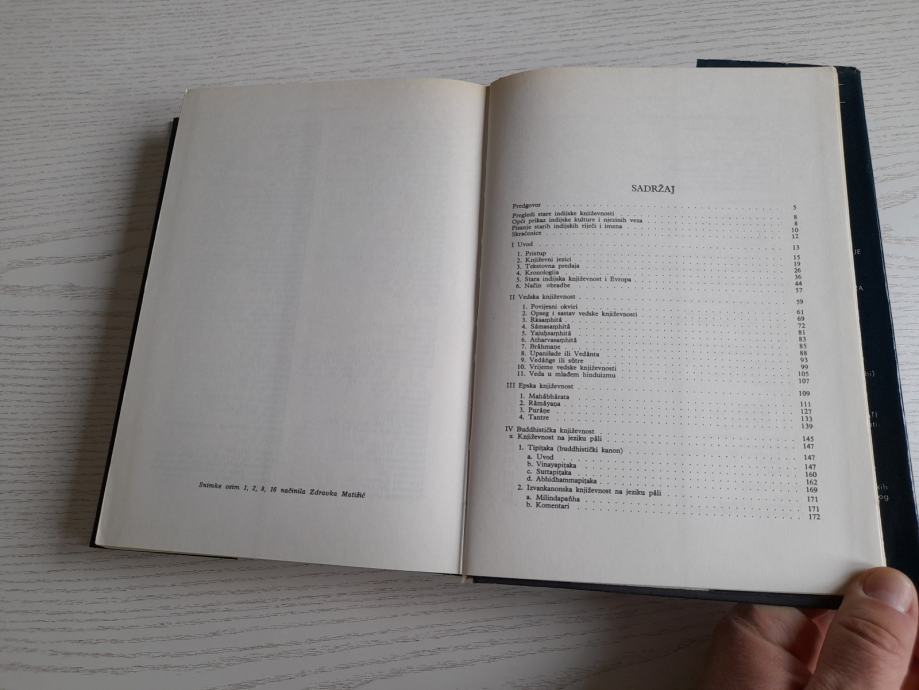 Snimke osim 1, 2, 8, 16 načinila Zdravka Matišić
SADRŽAJ
Predgovor 5
Pregledi stare indijske književnosti 8
Opći prikaz indijske kulture i njezinih veza 8
Pisanje starih indijskih riječi i imena 10
Skraćenice 12
I Uvod 13
1. Pristup 15
2. Književni jezici 19
3. Tekstovna predaja 26
4. Kronologija 36
5. Stara indijska književnost i Evropa 44
6. Način obradbe 57
II Vedska književnost 59
1. Povijesni okviri 61
2. Opseg i sastav vedske književnosti 69
3. Ṛksaṃhitā 72
4. Sāmasaṃhitā 81
5. Yajuḥsaṃhitā 83
6. Atharvasaṃhitā 85
7. Brāhmaṇe 88
8. Upanišade ili Vedānta 93
9. Vedāṅge ili sūtre 99
10. Vrijeme vedske književnosti 105
11. Veda u mlađem hinduizmu 107
III Epska književnost 109
1. Mahābhārata 111
2. Rāmāyaṇa 127
3. Purāṇe 133
4. Tantre 139
IV Buddhistička književnost 145
Književnost na jeziku pāli 147
1. Tipiṭaka (buddhistički kanon) 147
a. Uvod 147
b. Vinayapiṭaka 160
c. Suttapiṭaka 162
d. Abhidhammapiṭaka 169
2. Izvankanonska književnost na jeziku pāli 171
a. Milindapañha 171
b. Komentari 172